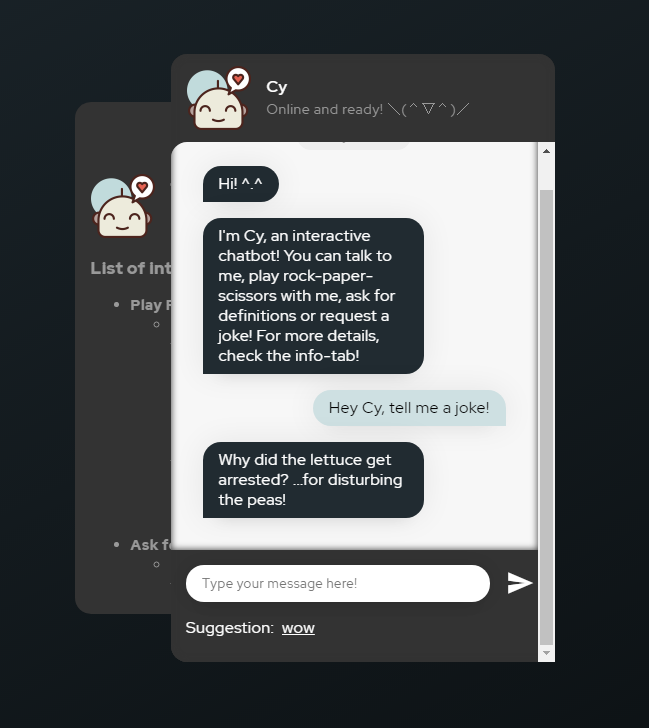 Cy
Online and ready! ＼(＾▽＾)／
Hi! ^.^
I'm Cy, an interactive
chatbot! You can talk to
me, play rock-paper-
scissors with me, ask for
definitions or request a
joke! For more details,
check the info-tab!
Hey Cy, tell me a joke!
Why did the lettuce get
arrested? ...for disturbing
the peas!
Type your message here!
Suggestion: wow
List of int
Play
Ask